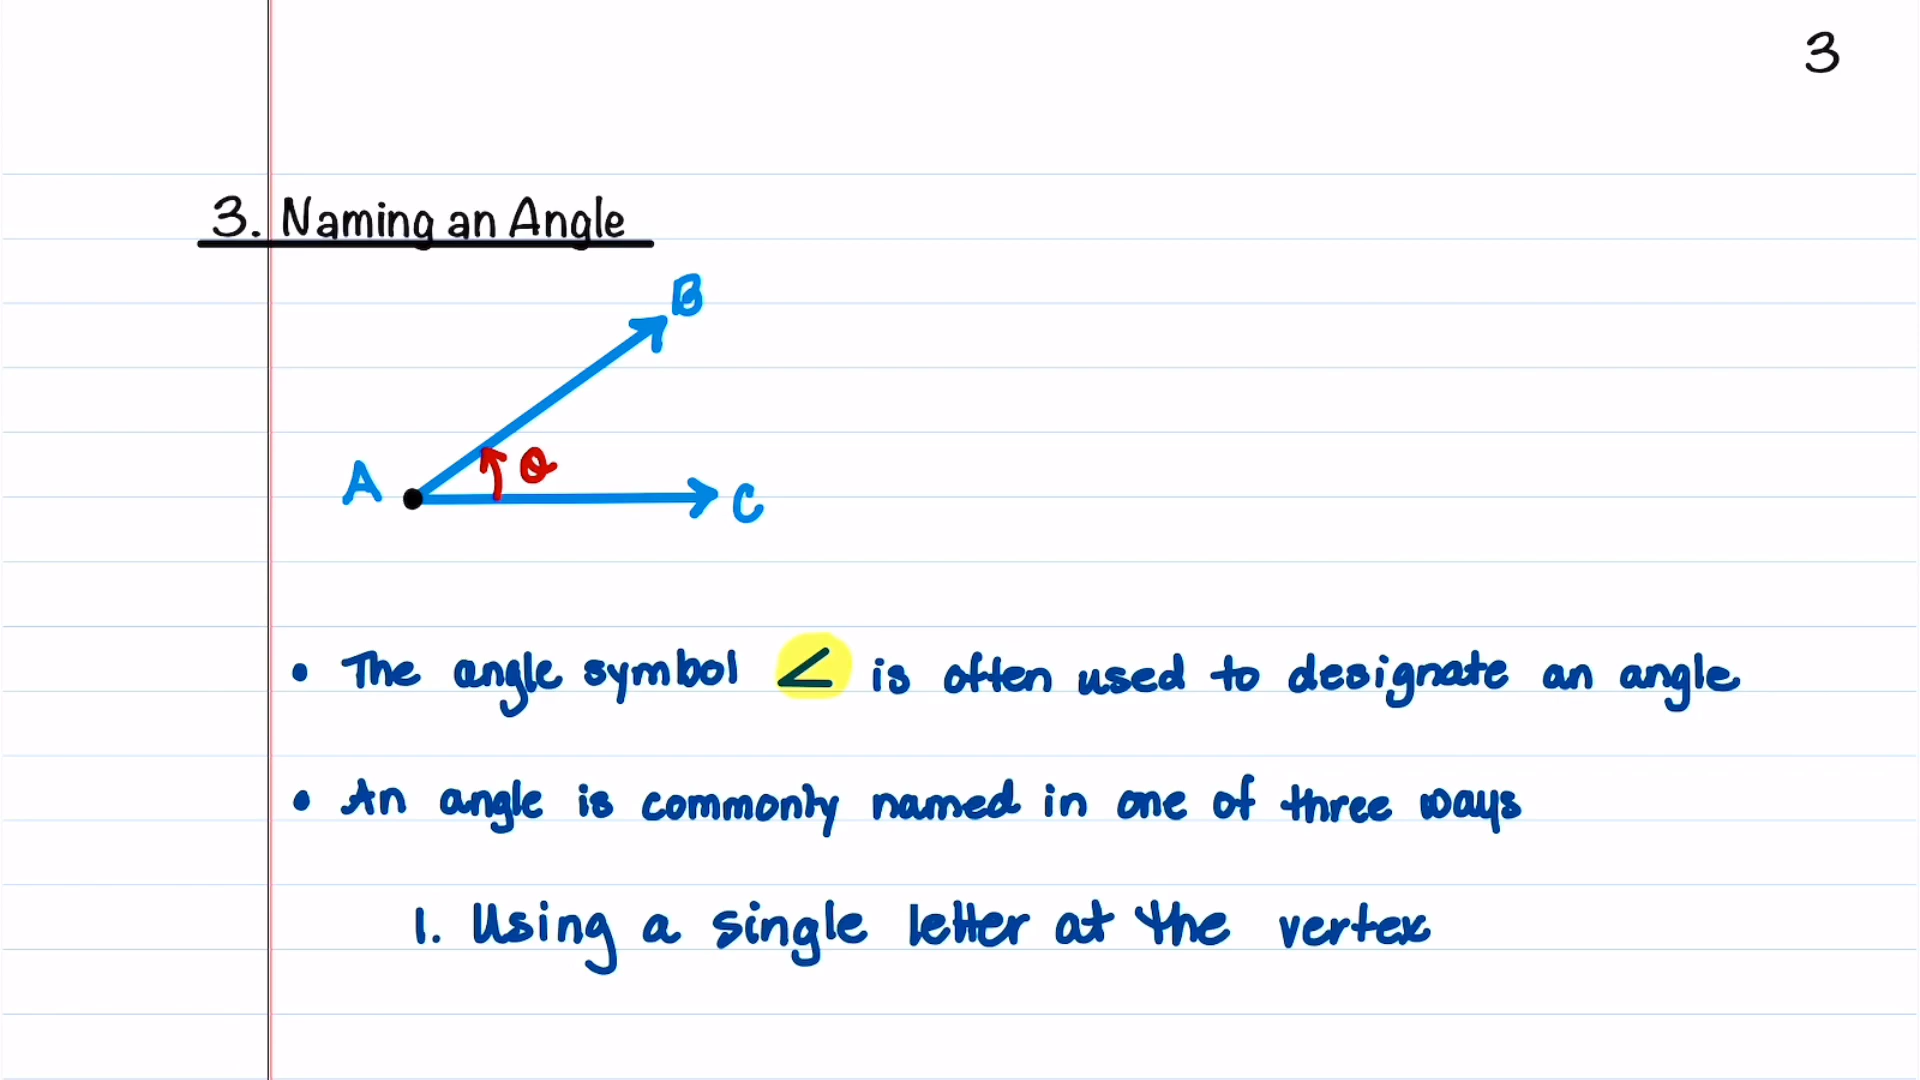 3
3. Naming an Angle
B
A
θ
C
• The angle symbol ∠ is often used to designate an angle
• An angle is commonly named in one of three ways
1. Using a single letter at the vertex